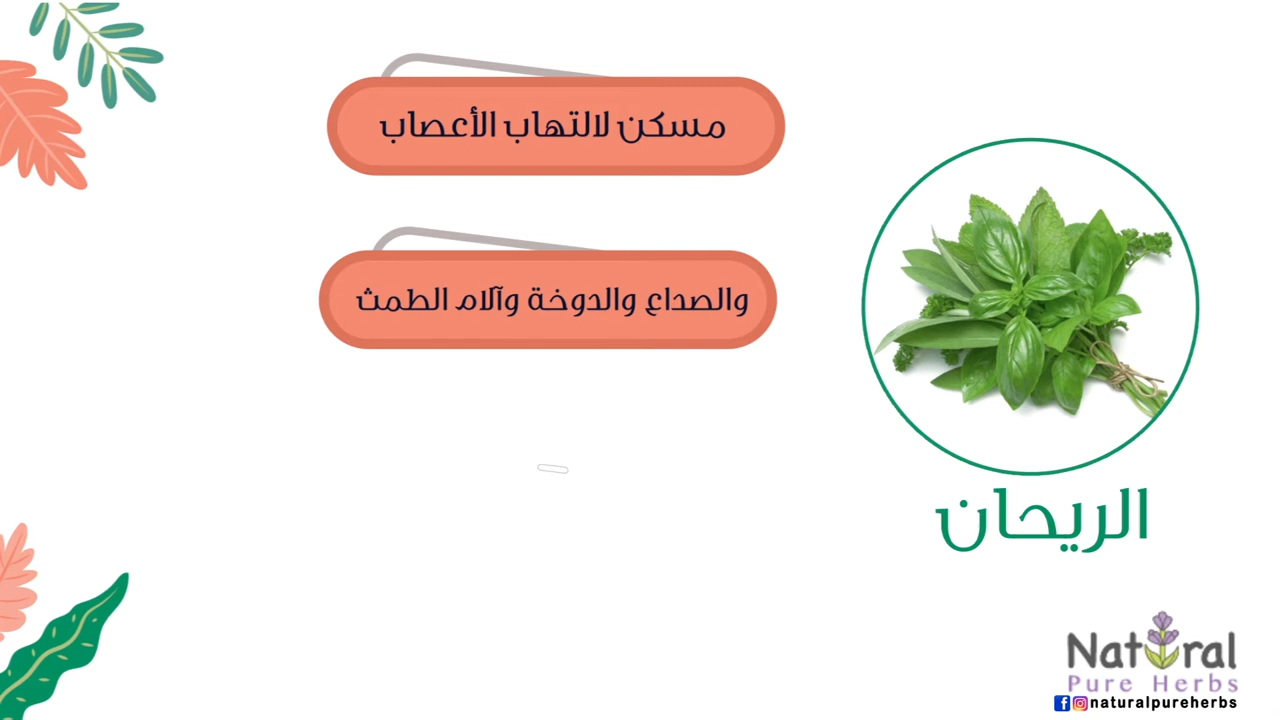 مسكن لالتهاب الأعصاب
والصداع والدوخة وآلام الطمث
الريحان
Natural
Pure Herbs
naturalpureherbs